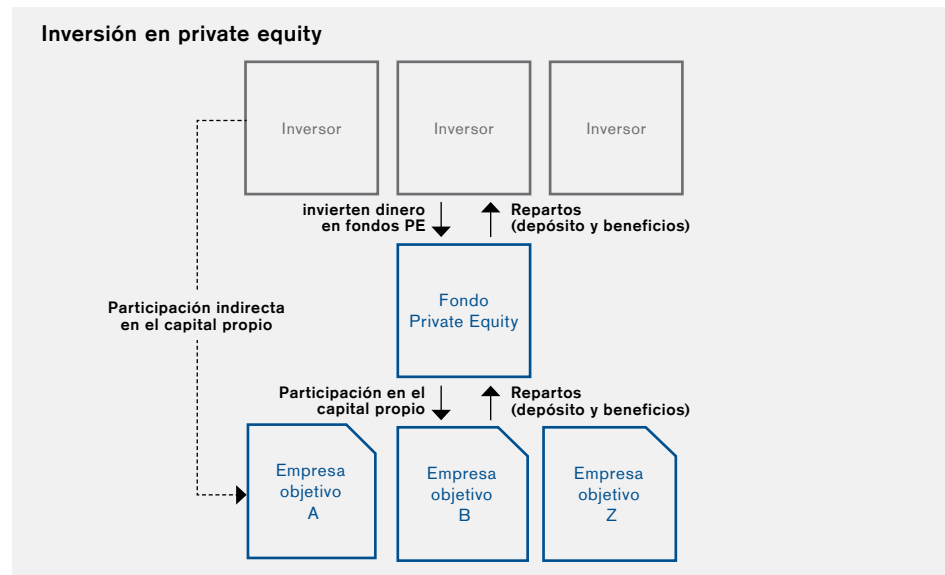 Inversión en private equity
Inversor
Inversor
Inversor
invierten dinero
en fondos PE
Repartos
(depósito y beneficios)
Fondo
Private Equity
Participación indirecta
en el capital propio
Participación en el
capital propio
Repartos
(depósito y beneficios)
Empresa
objetivo
A
Empresa
objetivo
B
Empresa
objetivo
Z